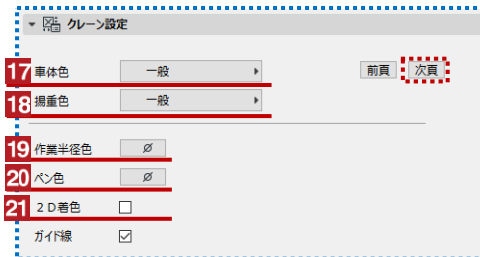 クレーン設定
17 車体色 一般 前頁 次頁
18 揚重色 一般
19 作業半径色 ø
20 ペン色 ø
21 2D着色
ガイド線